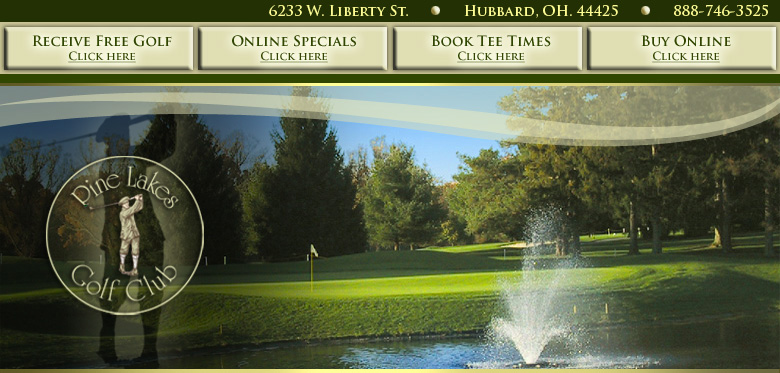 6233 W. Liberty St. • Hubbard, OH. 44425 • 888-746-3525
Receive Free Golf
Click here
Online Specials
Click here
Book Tee Times
Click here
Buy Online
Click here
Pine Lakes
Golf Club